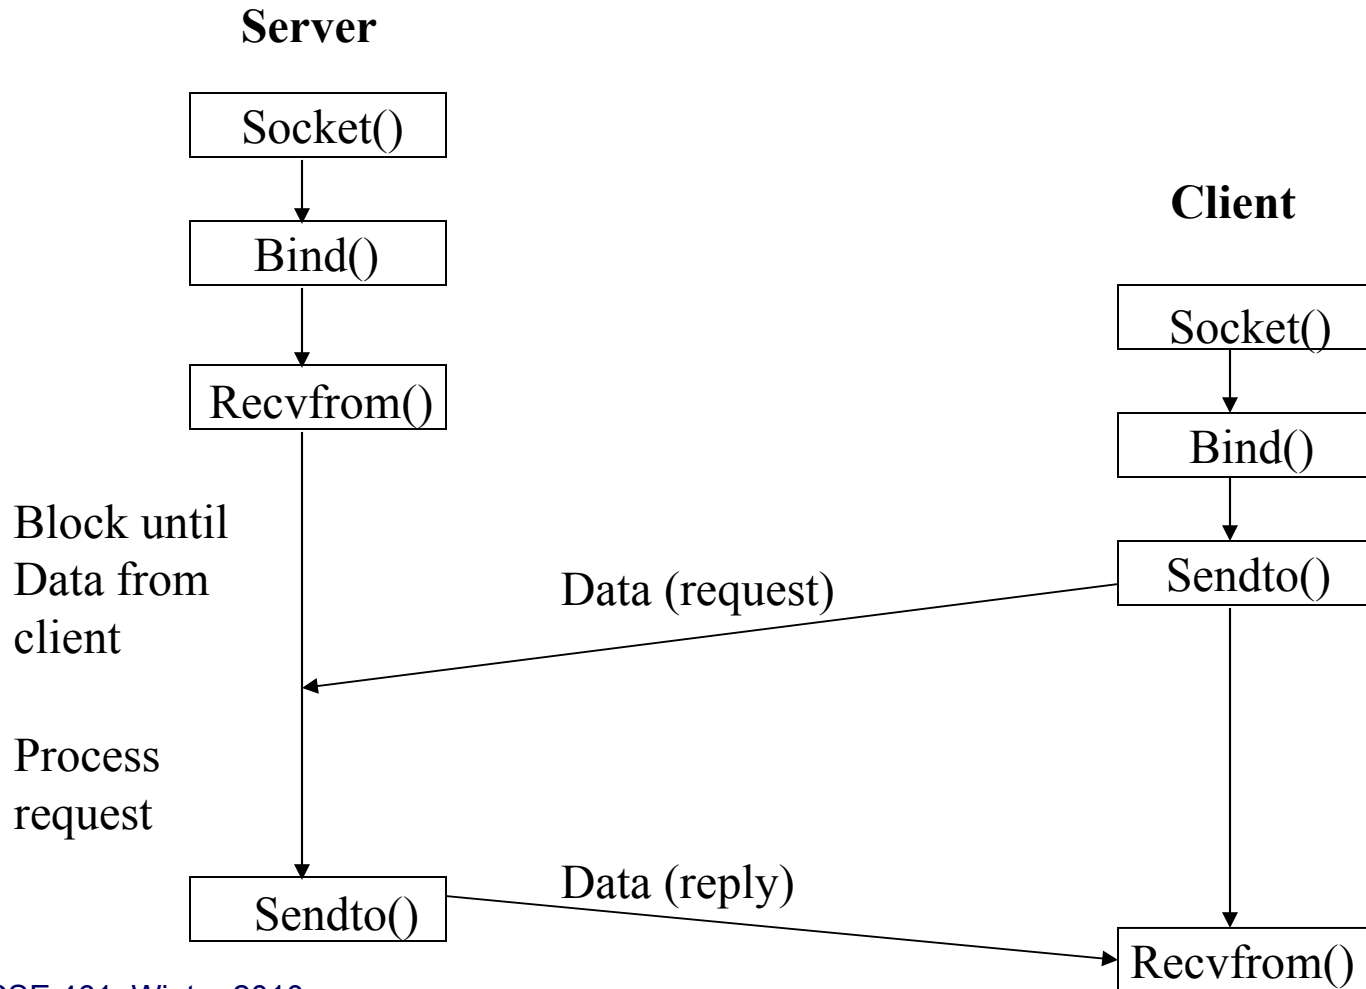 Server
Socket()
Bind()
Recvfrom()
Block until
Data from
client
Process
request
Sendto()
Client
Socket()
Bind()
Sendto()
Data (request)
Data (reply)
Recvfrom()